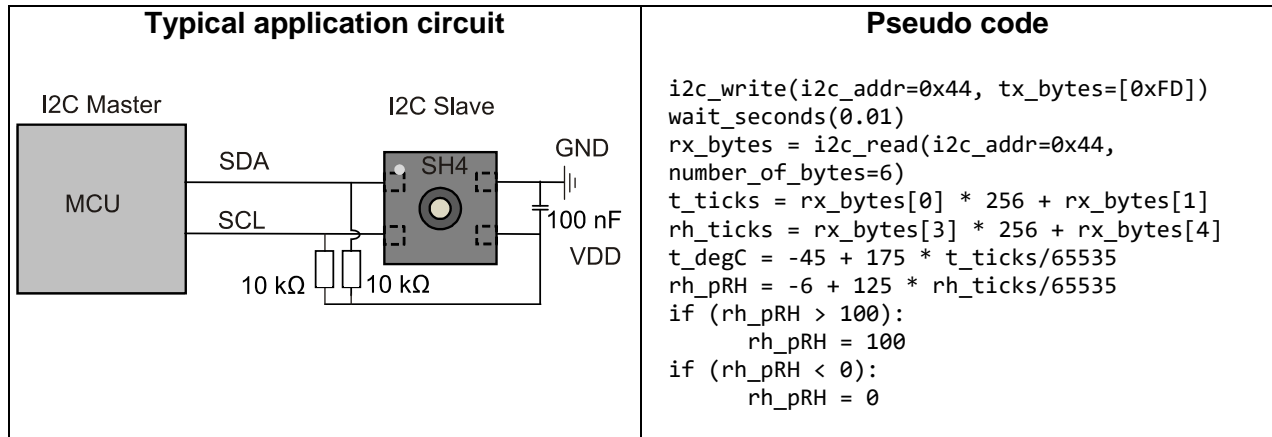 Typical application circuit
I2C Master
I2C Slave
MCU
SDA
SCL
SH4
GND
100 nF
VDD
10 kΩ
10 kΩ
Pseudo code
i2c_write(i2c_addr=0x44, tx_bytes=[0xFD])
wait_seconds(0.01)
rx_bytes = i2c_read(i2c_addr=0x44,
number_of_bytes=6)
t_ticks = rx_bytes[0] * 256 + rx_bytes[1]
rh_ticks = rx_bytes[3] * 256 + rx_bytes[4]
t_degC = -45 + 175 * t_ticks/65535
rh_pRH = -6 + 125 * rh_ticks/65535
if (rh_pRH > 100):
rh_pRH = 100
if (rh_pRH < 0):
rh_pRH = 0